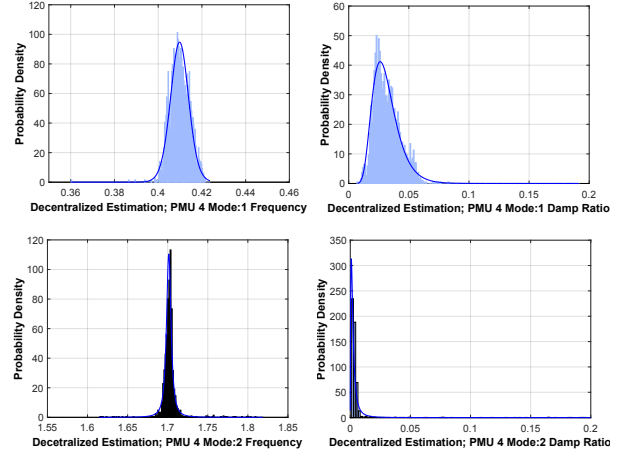 120
100
80
60
40
20
0
Probability Density
0.36 0.38 0.4 0.42 0.44 0.46
Decentralized Estimation; PMU 4 Mode:1 Frequency
60
50
40
30
20
10
0
Probability Density
0 0.05 0.1 0.15 0.2
Decentralized Estimation; PMU 4 Mode:1 Damp Ratio
120
100
80
60
40
20
0
Probability Density
1.55 1.6 1.65 1.7 1.75 1.8 1.85
Decetralized Estimation; PMU 4 Mode:2 Frequency
350
300
250
200
150
100
50
0
Probability Density
0 0.05 0.1 0.15 0.2
Decentralized Estimation; PMU 4 Mode:2 Damp Ratio